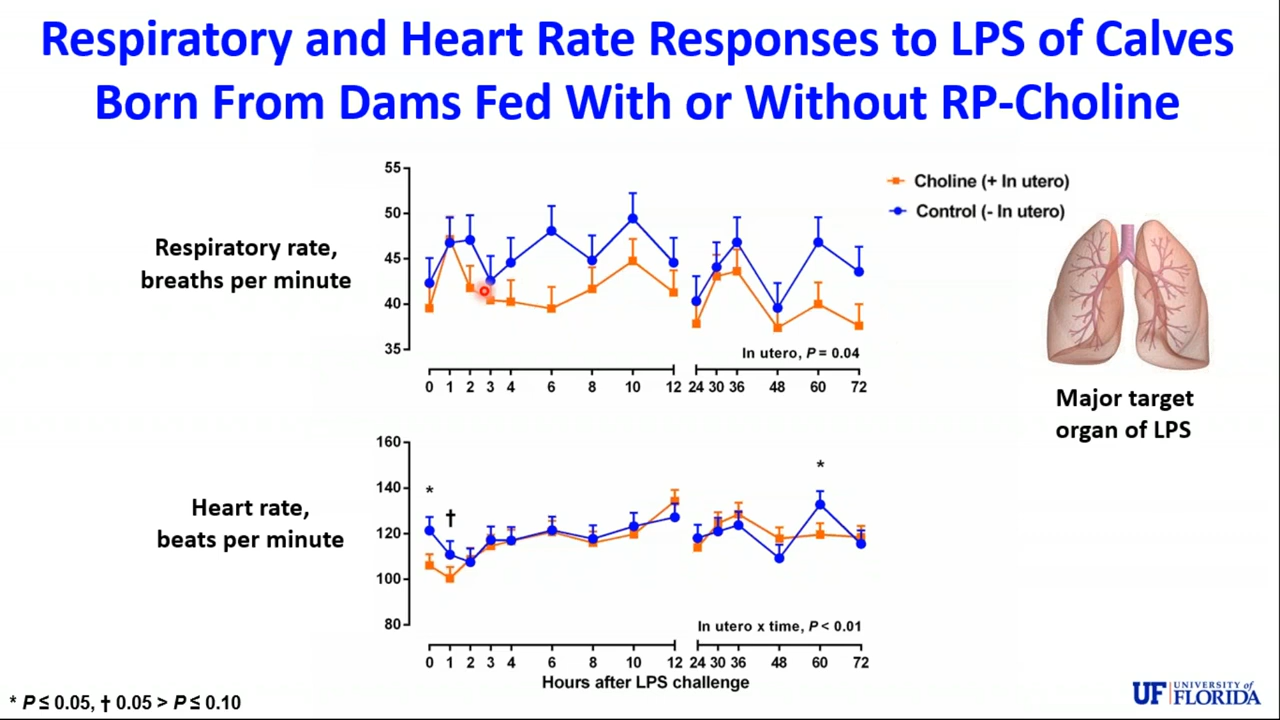 Respiratory and Heart Rate Responses to LPS of Calves
Born From Dams Fed With or Without RP-Choline
Respiratory rate,
breaths per minute
55
50
45
40
35
In utero, P = 0.04
0 1 2 3 4 6 8 10 12 24 30 36 48 60 72
Choline (+ In utero)
Control (- In utero)
Major target
organ of LPS
Heart rate,
beats per minute
160
140
120
100
80
*
†
*
In utero x time, P < 0.01
0 1 2 3 4 6 8 10 12 24 30 36 48 60 72
Hours after LPS challenge
* P ≤ 0.05, † 0.05 > P ≤ 0.10
UF UNIVERSITY of
FLORIDA